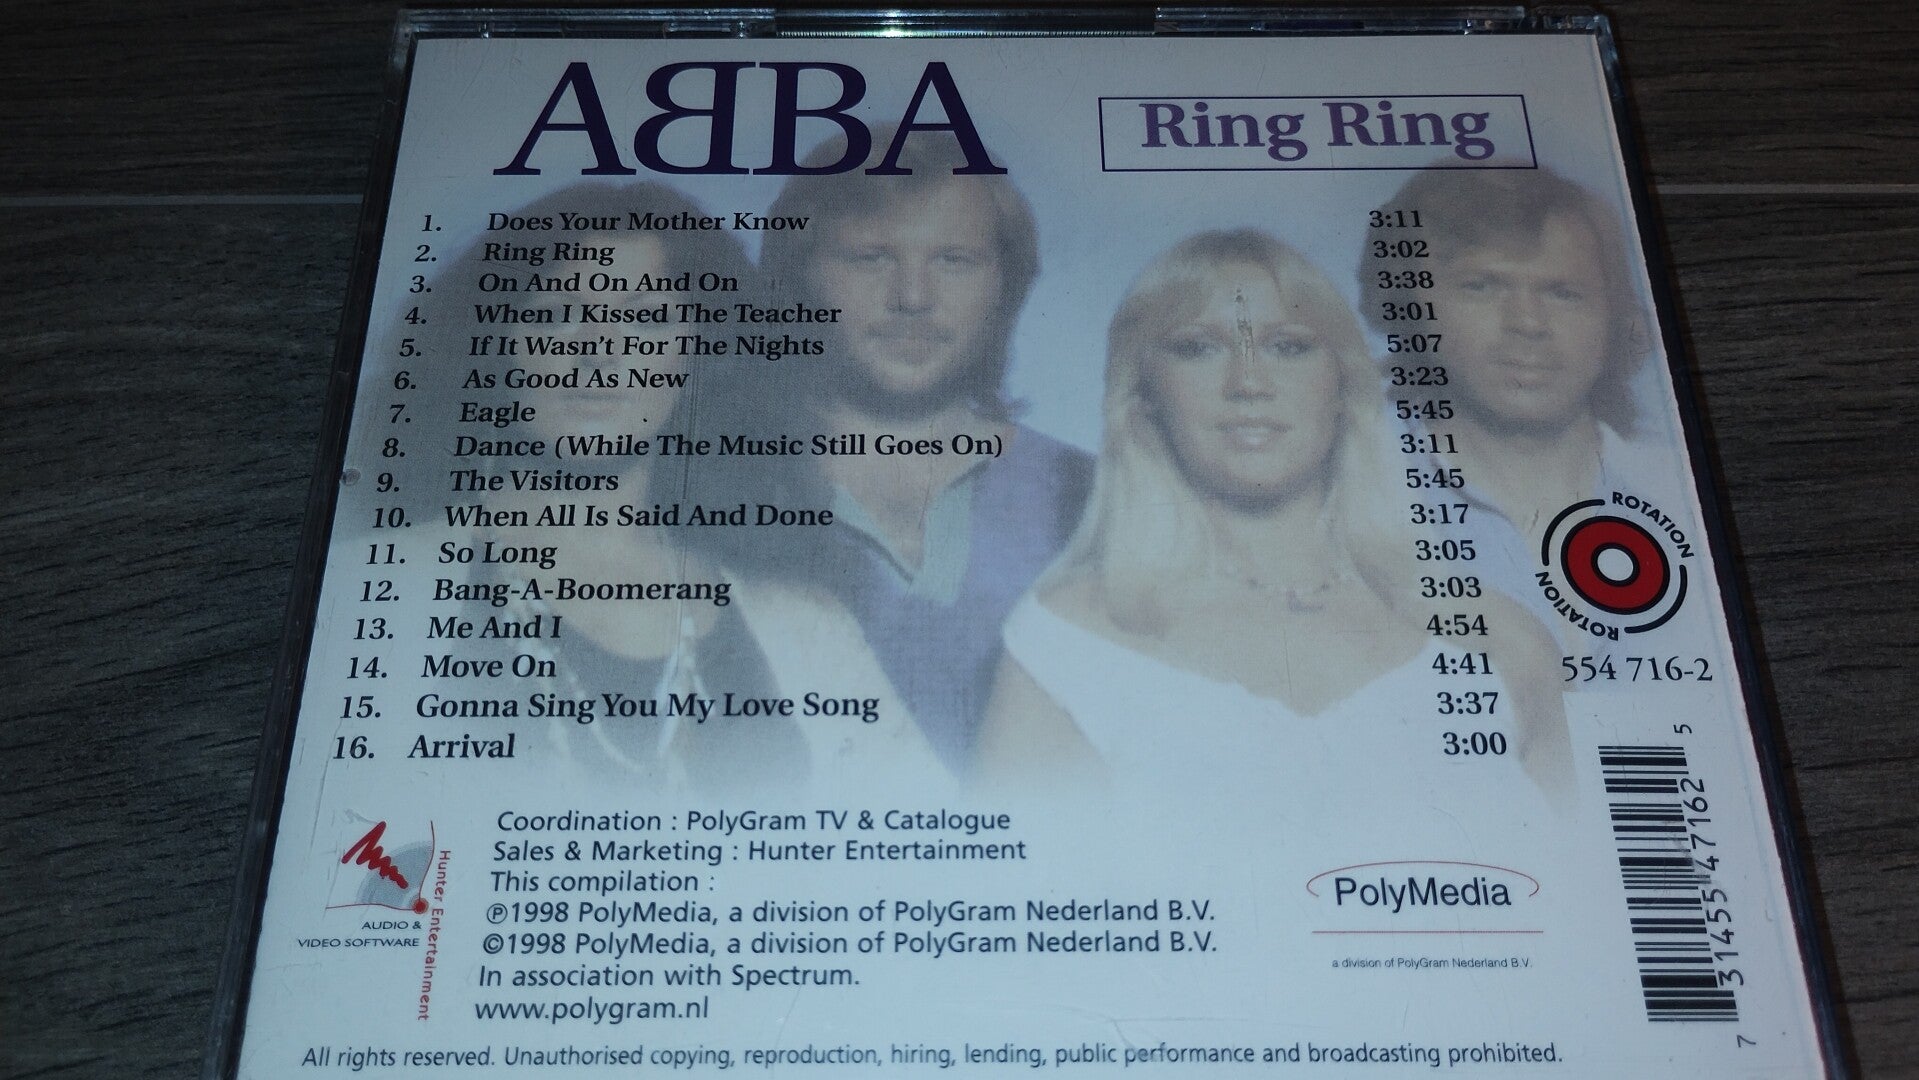 ABBA
Ring Ring
1. Does Your Mother Know 3:11
2. Ring Ring 3:02
3. On And On And On 3:38
4. When I Kissed The Teacher 3:01
5. If It Wasn't For The Nights 5:07
6. As Good As New 3:23
7. Eagle 5:45
8. Dance (While The Music Still Goes On) 3:11
9. The Visitors 5:45
10. When All Is Said And Done 3:17
11. So Long 3:05
12. Bang-A-Boomerang 3:03
13. Me And I 4:54
14. Move On 4:41
15. Gonna Sing You My Love Song 3:37
16. Arrival 3:00
ROTATION
ROTATION
554 716-2
7 31455 47162 5
Hunter Entertainment
AUDIO &
VIDEO SOFTWARE
Coordination : PolyGram TV & Catalogue
Sales & Marketing : Hunter Entertainment
This compilation :
℗1998 PolyMedia, a division of PolyGram Nederland B.V.
©1998 PolyMedia, a division of PolyGram Nederland B.V.
In association with Spectrum.
www.polygram.nl
PolyMedia
a division of PolyGram Nederland B.V.
All rights reserved. Unauthorised copying, reproduction, hiring, lending, public performance and broadcasting prohibited.